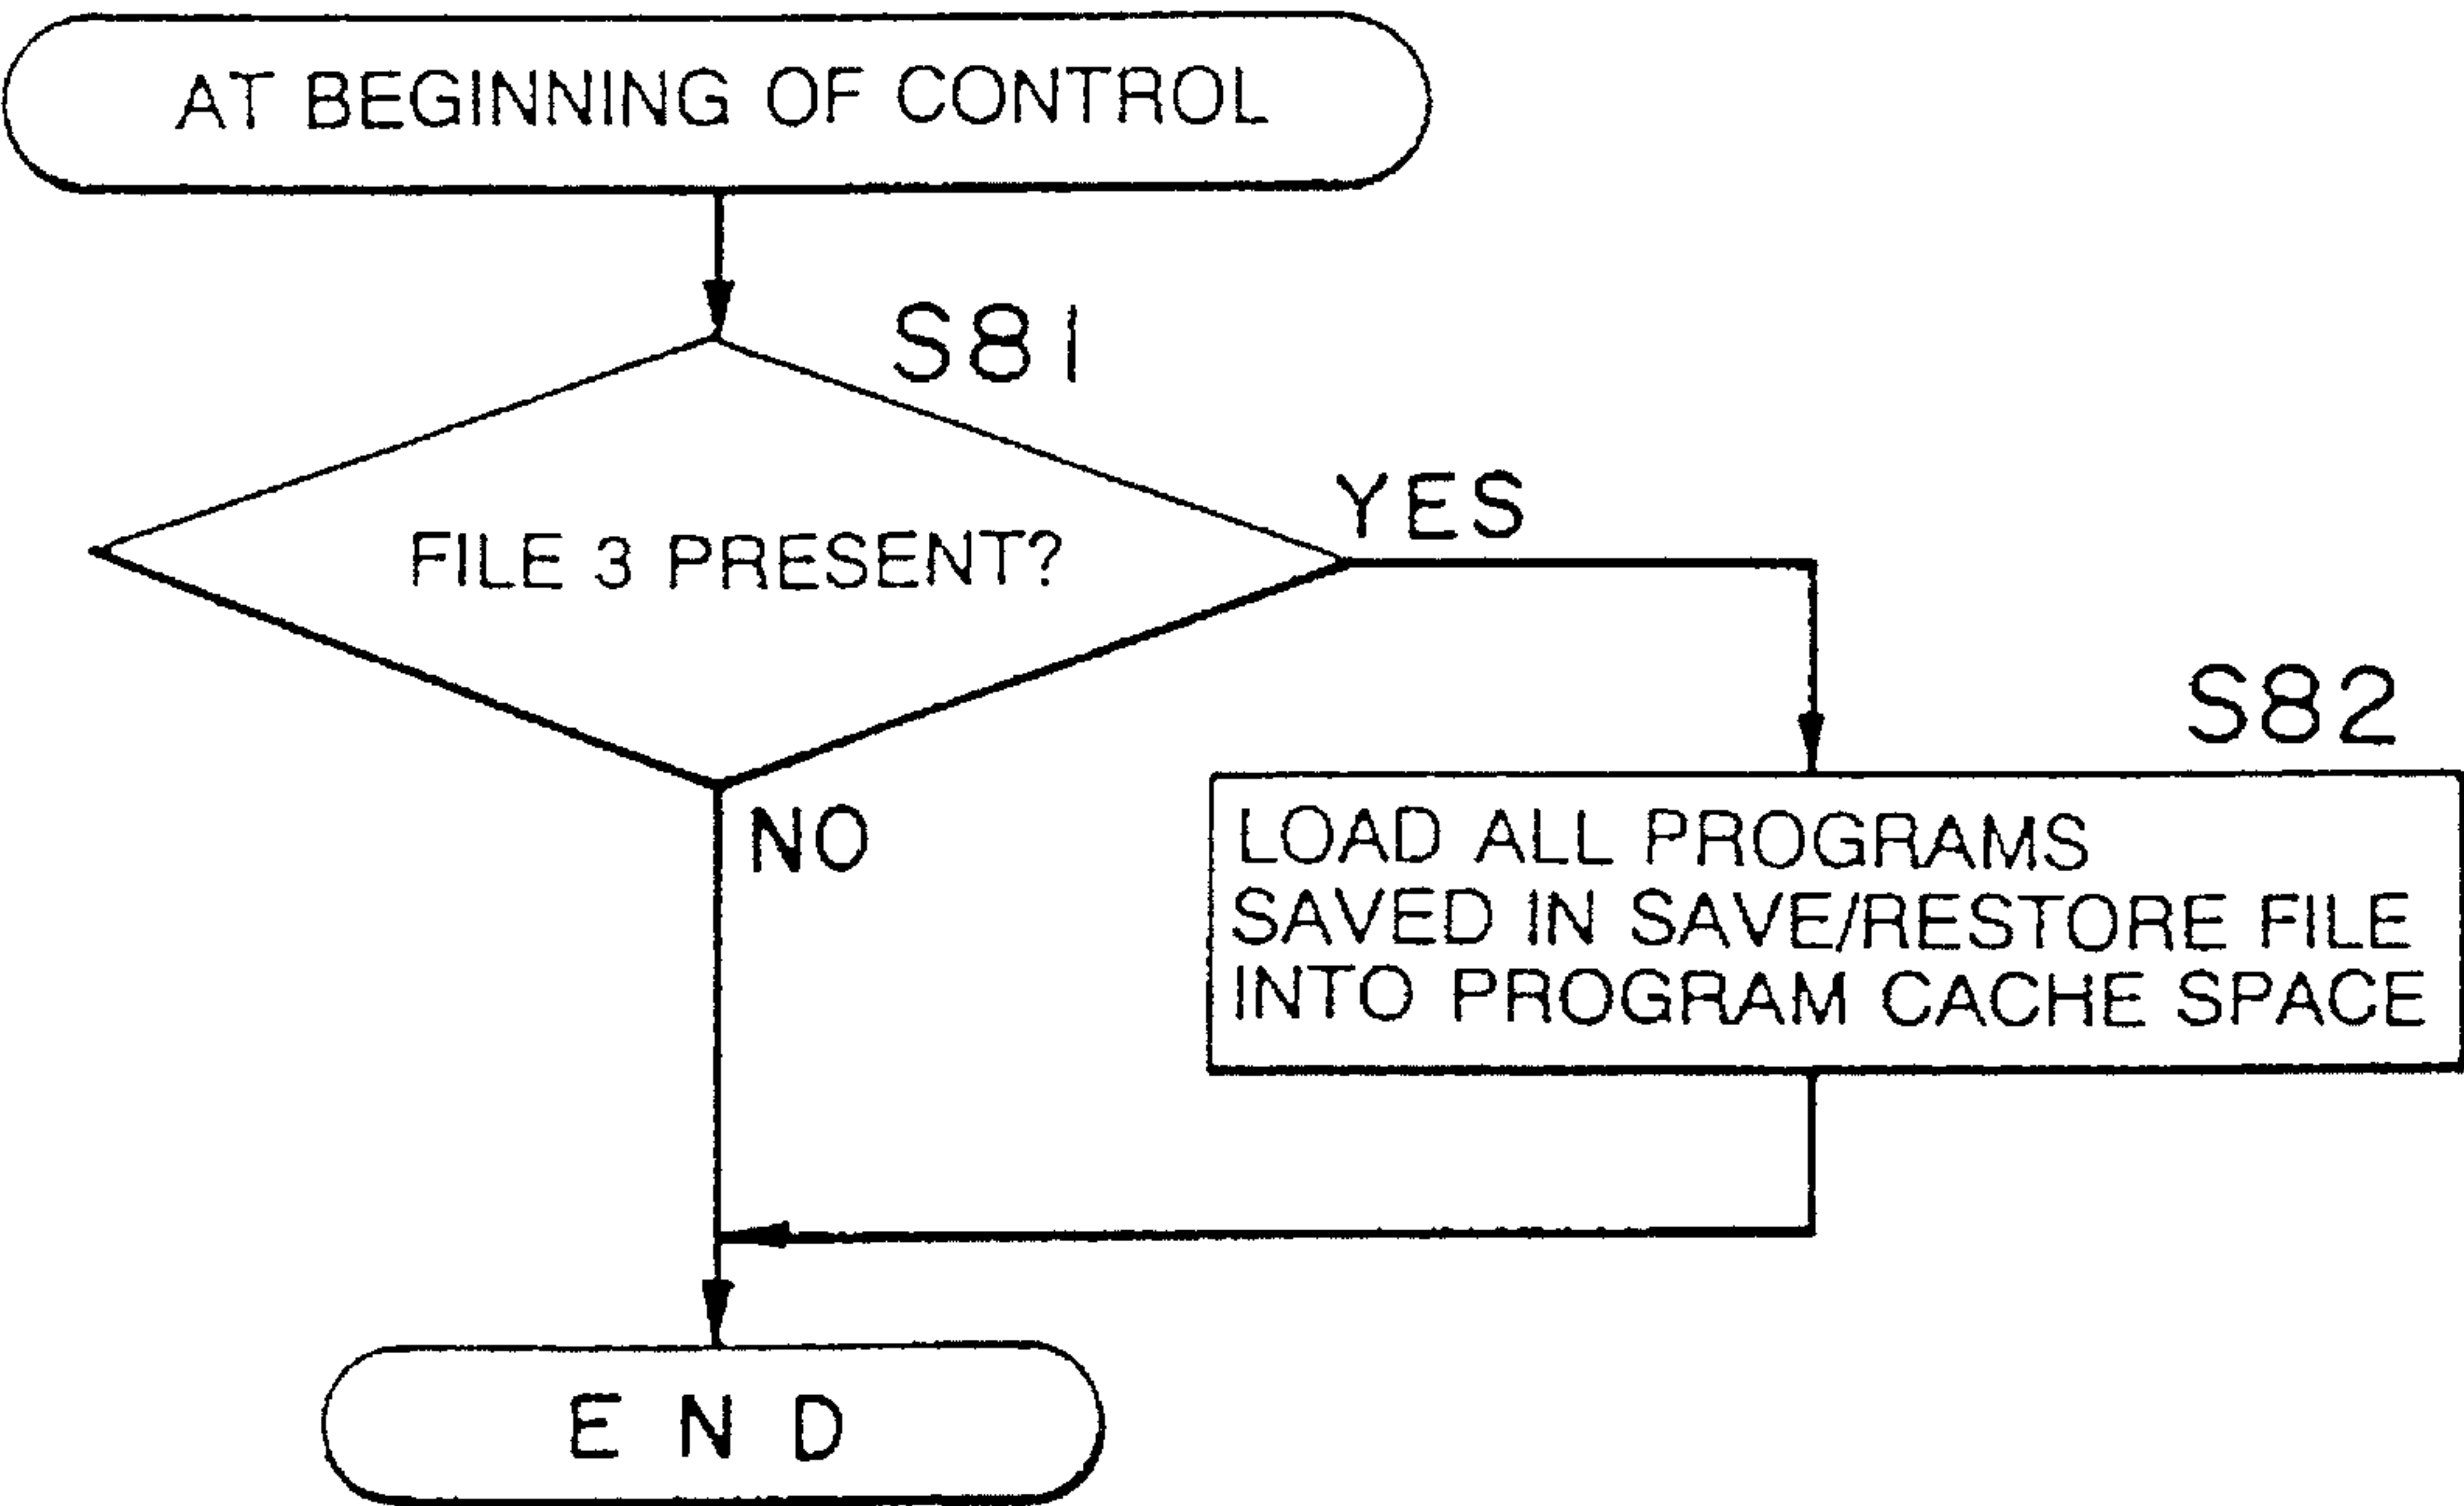 AT BEGINNING OF CONTROL
S81
FILE 3 PRESENT?
YES
NO
S82
LOAD ALL PROGRAMS
SAVED IN SAVE/RESTORE FILE
INTO PROGRAM CACHE SPACE
END